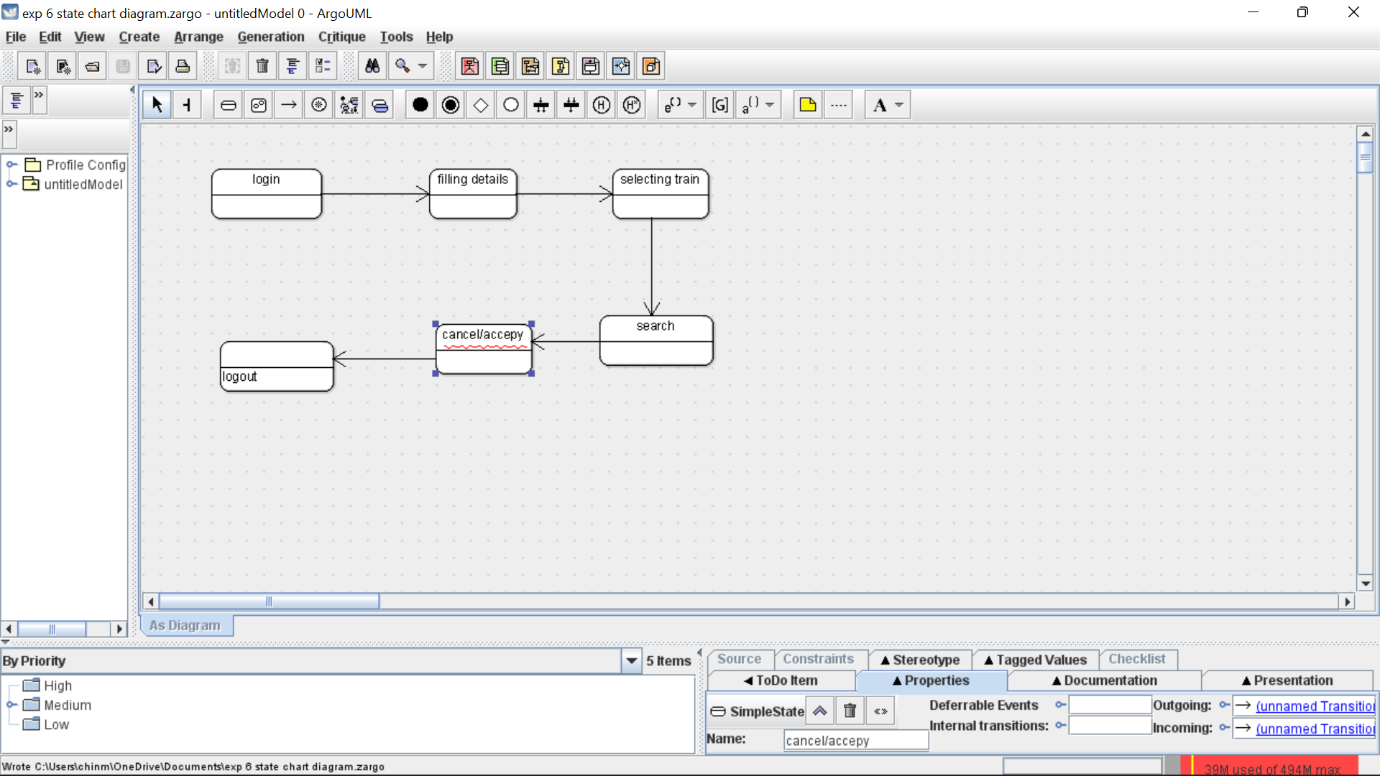 exp 6 state chart diagram.zargo - untitledModel 0 - ArgoUML
File Edit View Create Arrange Generation Critique Tools Help
e() [G] a() A
H H*
Profile Config
untitledModel
login
filling details
selecting train
search
cancel/accepy
logout
As Diagram
By Priority
5 Items
High
Medium
Low
Source Constraints ▲ Stereotype ▲ Tagged Values Checklist
◄ ToDo Item ▲ Properties ▲ Documentation ▲ Presentation
SimpleState
Name: cancel/accepy
Deferrable Events
Internal transitions:
Outgoing: (unnamed Transitio
Incoming: (unnamed Transitio
Wrote C:\Users\chinm\OneDrive\Documents\exp 6 state chart diagram.zargo
39M used of 494M max